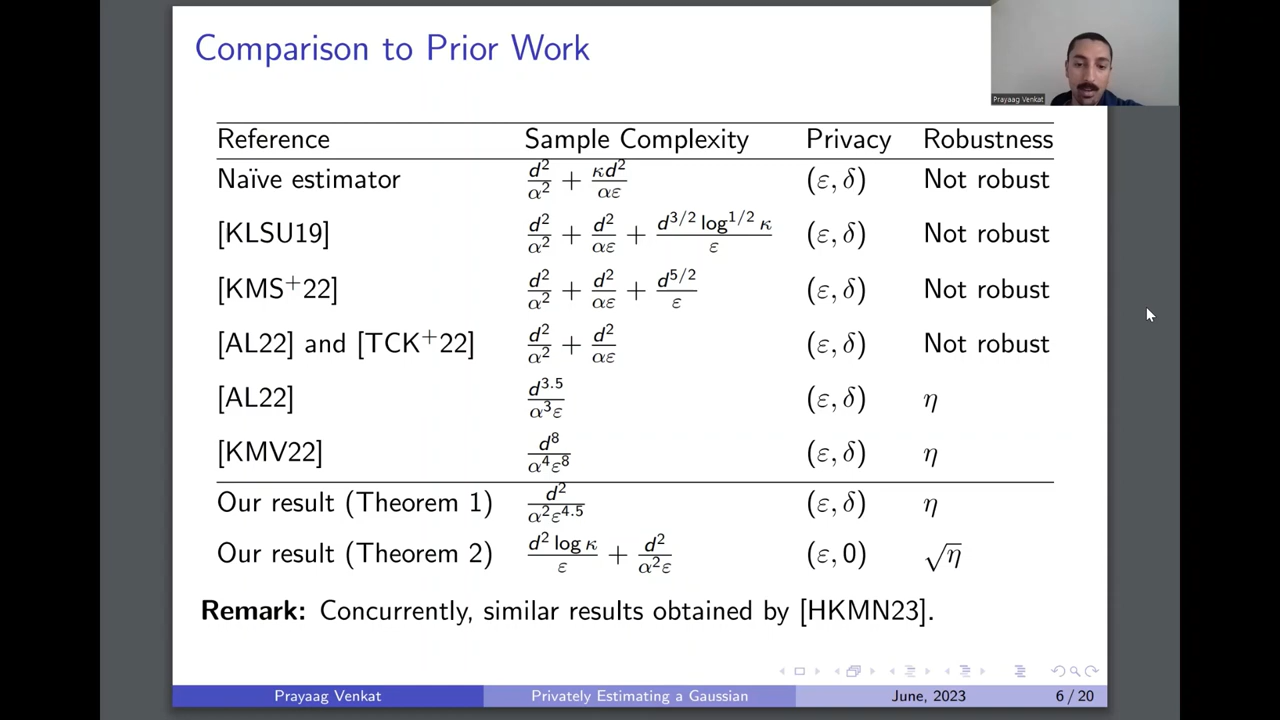 Comparison to Prior Work
Prayaag Venkat
Reference Sample Complexity Privacy Robustness
Naïve estimator d²/α² + κd²/αε (ε, δ) Not robust
[KLSU19] d²/α² + d²/αε + d^{3/2} log^{1/2} κ/ε (ε, δ) Not robust
[KMS⁺22] d²/α² + d²/αε + d^{5/2}/ε (ε, δ) Not robust
[AL22] and [TCK⁺22] d²/α² + d²/αε (ε, δ) Not robust
[AL22] d^{3.5}/α³ε (ε, δ) η
[KMV22] d⁸/α⁴ε⁸ (ε, δ) η
Our result (Theorem 1) d²/α²ε^{4.5} (ε, δ) η
Our result (Theorem 2) d² log κ/ε + d²/α²ε (ε, 0) √η
Remark: Concurrently, similar results obtained by [HKMN23].
Prayaag Venkat Privately Estimating a Gaussian June, 2023 6 / 20